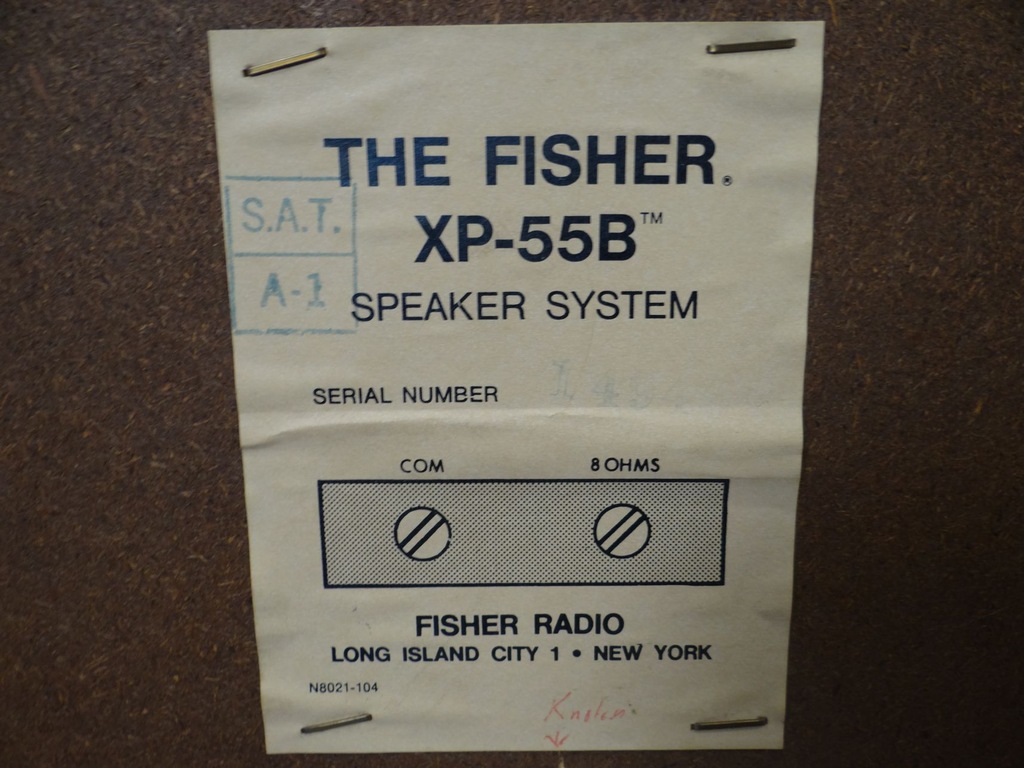 THE FISHER®
XP-55B™
S.A.T.
A-1
SPEAKER SYSTEM
SERIAL NUMBER
COM 8 OHMS
FISHER RADIO
LONG ISLAND CITY 1 • NEW YORK
N8021-104